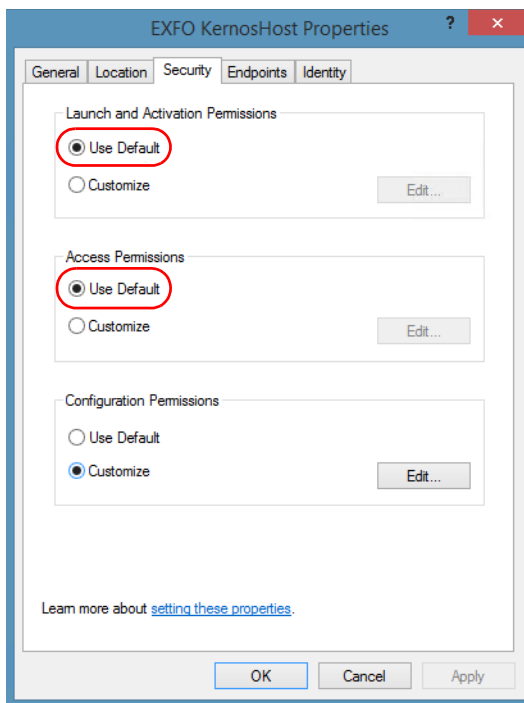 EXFO KernosHost Properties ? ×
General Location Security Endpoints Identity
Launch and Activation Permissions
Use Default
Customize Edit...
Access Permissions
Use Default
Customize Edit...
Configuration Permissions
Use Default
Customize Edit...
Learn more about setting these properties.
OK Cancel Apply